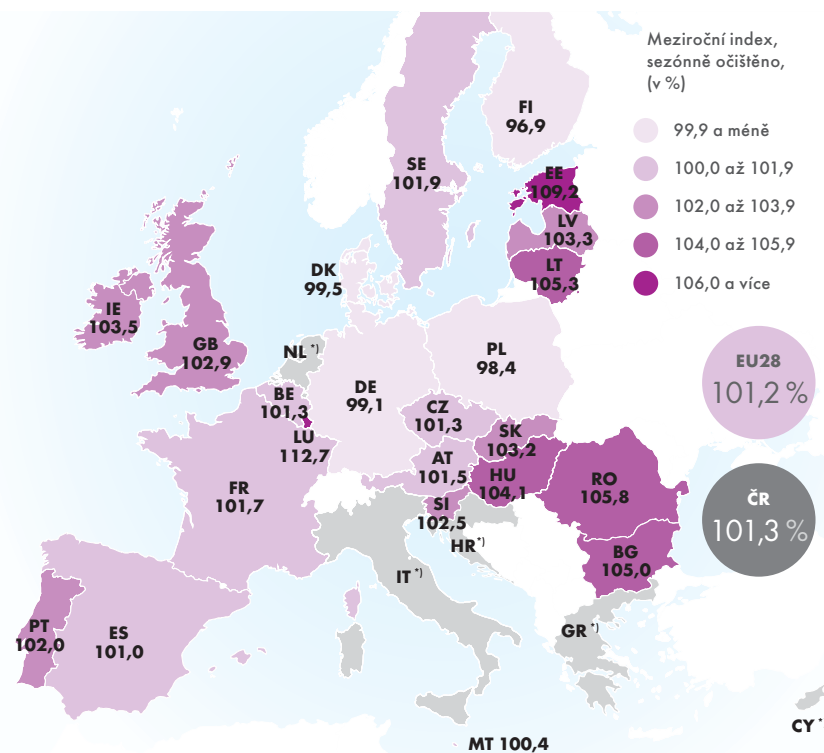 Meziroční index,
sezónně očištěno,
(v %)
99,9 a méně
100,0 až 101,9
102,0 až 103,9
104,0 až 105,9
106,0 a více
FI
96,9
SE
101,9
EE
109,2
LV
103,3
LT
105,3
DK
99,5
IE
103,5
GB
102,9
NL *)
PL
98,4
DE
99,1
BE
101,3
CZ
101,3
LU
112,7
SK
103,2
AT
101,5
HU
104,1
RO
105,8
FR
101,7
SI
102,5
HR *)
BG
105,0
IT *)
GR *)
PT
102,0
ES
101,0
MT 100,4
CY *
EU28
101,2 %
ČR
101,3 %